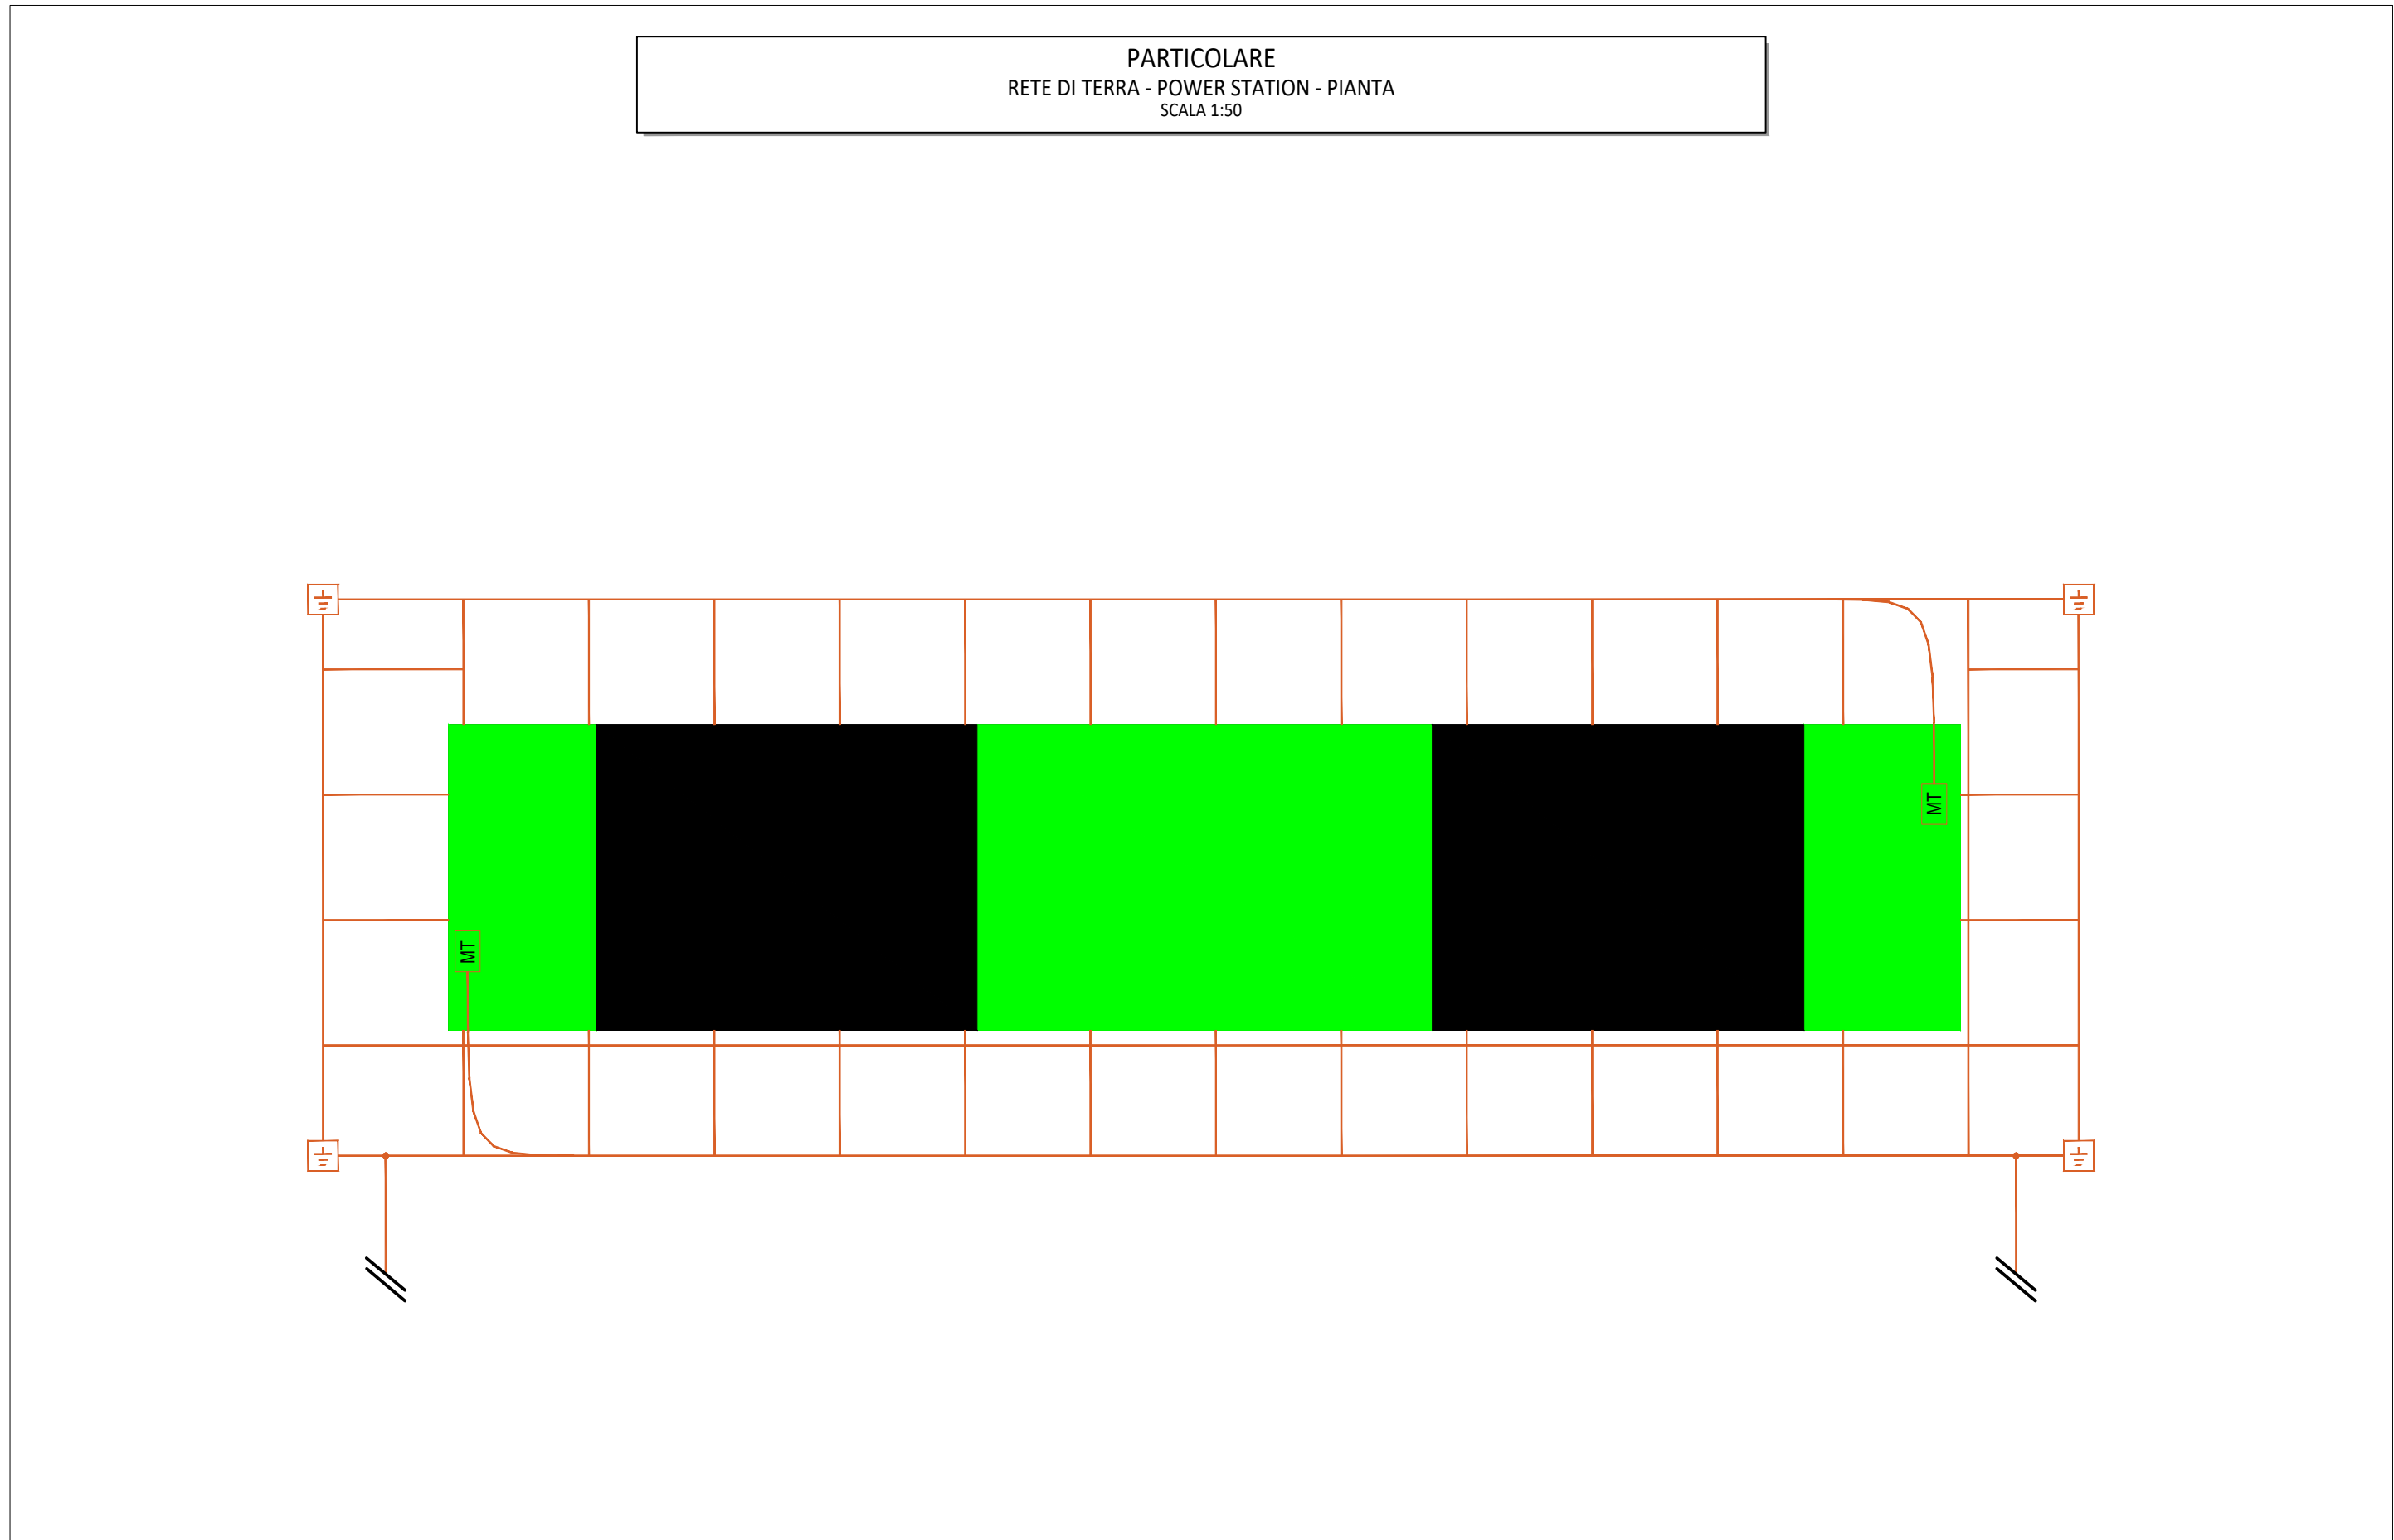 PARTICOLARE
RETE DI TERRA - POWER STATION - PIANTA
SCALA 1:50
MT
MT